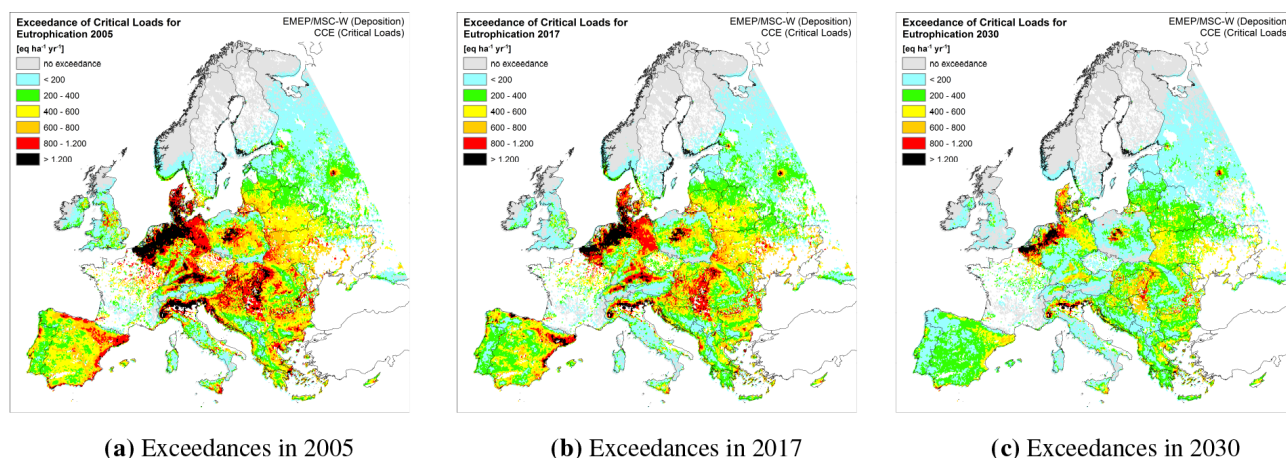 Exceedance of Critical Loads for
Eutrophication 2005
EMEP/MSC-W (Deposition)
CCE (Critical Loads)
[eq ha⁻¹ yr⁻¹]
no exceedance
< 200
200 - 400
400 - 600
600 - 800
800 - 1.200
> 1.200
(a) Exceedances in 2005
Exceedance of Critical Loads for
Eutrophication 2017
EMEP/MSC-W (Deposition)
CCE (Critical Loads)
[eq ha⁻¹ yr⁻¹]
no exceedance
< 200
200 - 400
400 - 600
600 - 800
800 - 1.200
> 1.200
(b) Exceedances in 2017
Exceedance of Critical Loads for
Eutrophication 2030
EMEP/MSC-W (Deposition)
CCE (Critical Loads)
[eq ha⁻¹ yr⁻¹]
no exceedance
< 200
200 - 400
400 - 600
600 - 800
800 - 1.200
> 1.200
(c) Exceedances in 2030